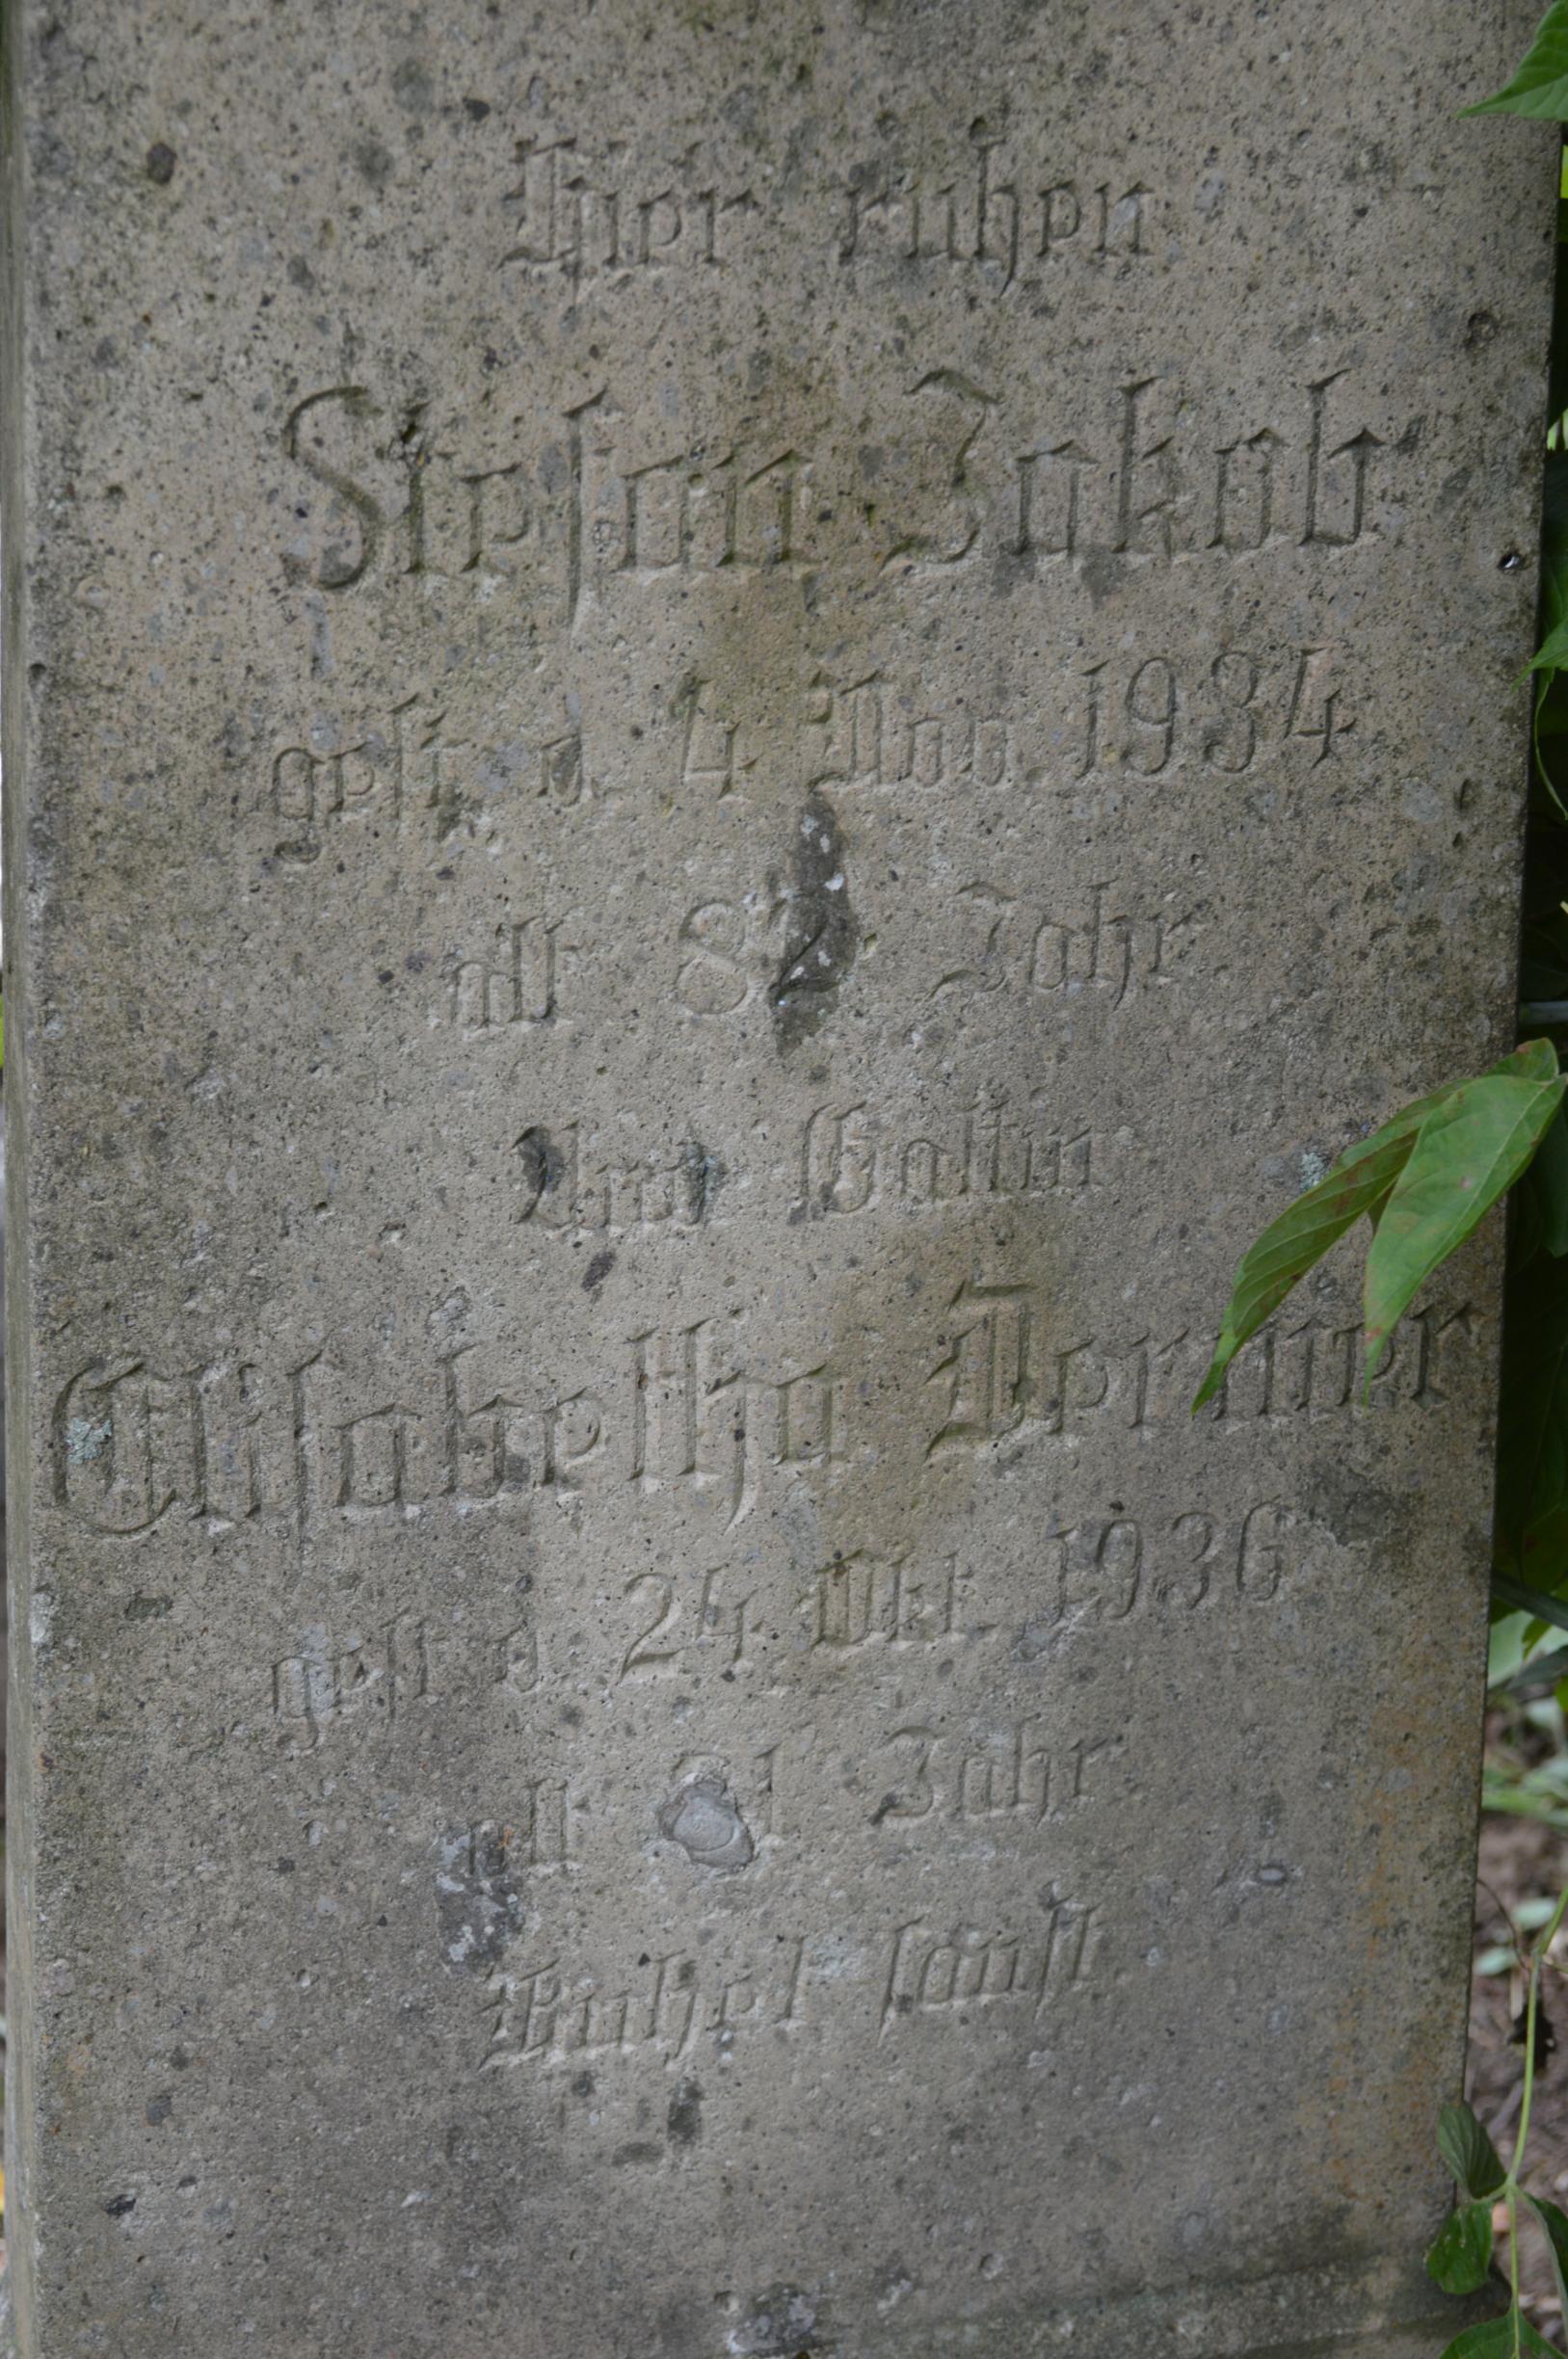 Hier ruhen
Stefan Jakob
gest. d. 4. Nov. 1934
alt 82 Jahr
Und Gattin
Elisabetha
gest. d. 24. Okt. 1936
alt Jahr
Ruhet sanft